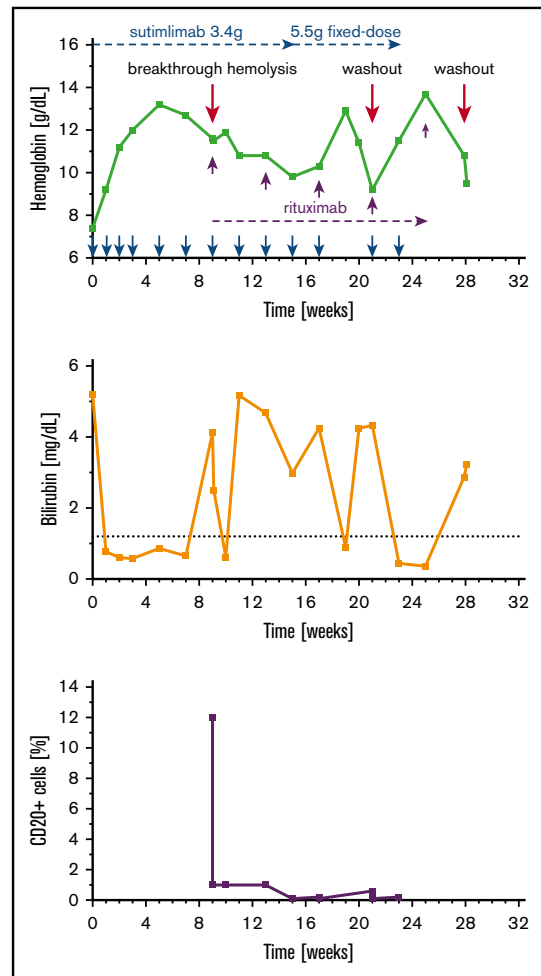 sutimlimab 3.4g 5.5g fixed-dose
16
breakthrough hemolysis washout washout
14
12
10
8
6
rituximab
Hemoglobin [g/dL]
0 4 8 12 16 20 24 28 32
Time [weeks]
6
4
2
0
Bilirubin [mg/dL]
0 4 8 12 16 20 24 28 32
Time [weeks]
14
12
10
8
6
4
2
0
CD20+ cells [%]
0 4 8 12 16 20 24 28 32
Time [weeks]